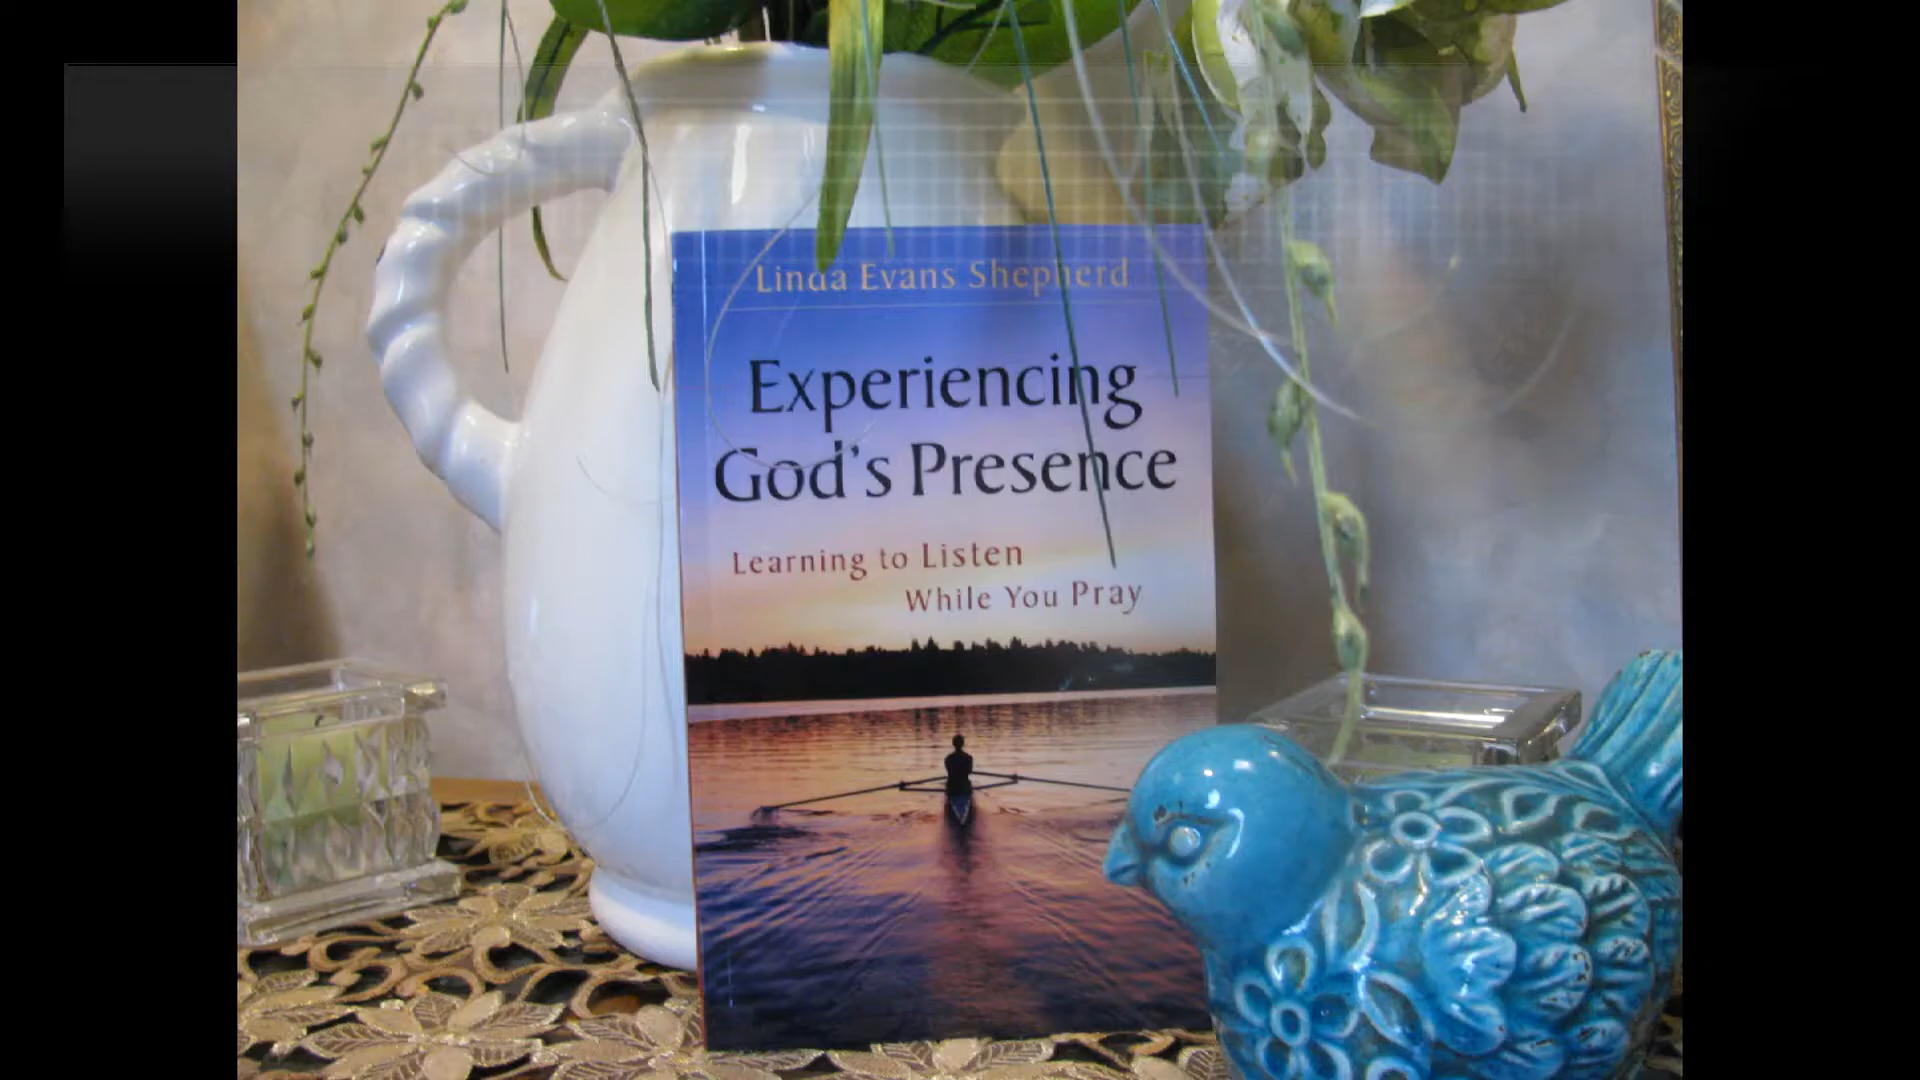 Linda Evans Shepherd
Experiencing
God's Presence
Learning to Listen
While You Pray